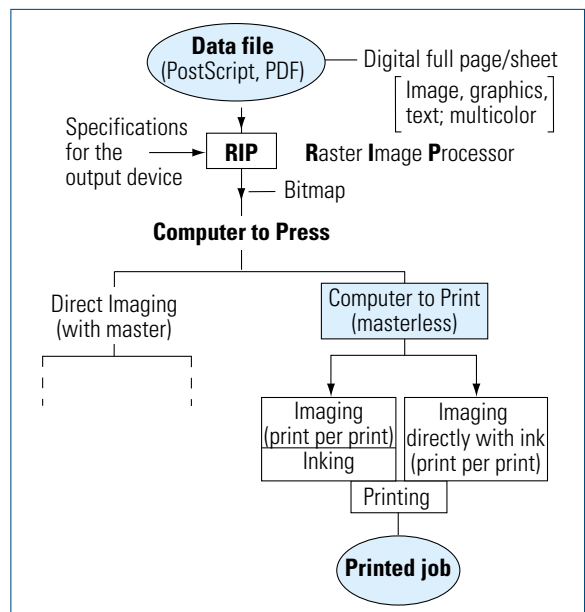 Data file
(PostScript, PDF)
Digital full page/sheet
Image, graphics,
text; multicolor
Specifications
for the
output device
RIP
Raster Image Processor
Bitmap
Computer to Press
Direct Imaging
(with master)
Computer to Print
(masterless)
Imaging
(print per print)
Inking
Imaging
directly with ink
(print per print)
Printing
Printed job